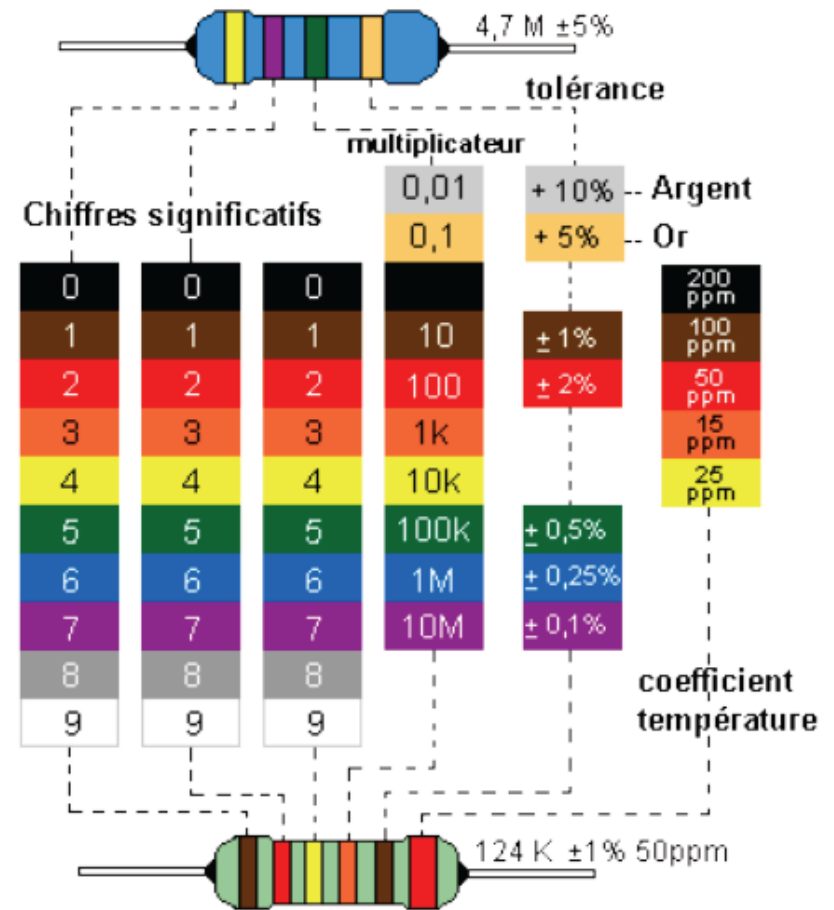 4,7 M ±5%
tolérance
multiplicateur
0,01 + 10% Argent
Chiffres significatifs
0,1 + 5% Or
0 0 0 200 ppm
1 1 1 10 ± 1% 100 ppm
2 2 2 100 ± 2% 50 ppm
3 3 3 1k 15 ppm
4 4 4 10k 25 ppm
5 5 5 100k ± 0,5%
6 6 6 1M ± 0,25%
7 7 7 10M ± 0,1%
8 8 8
9 9 9
coefficient
température
124 K ±1% 50ppm